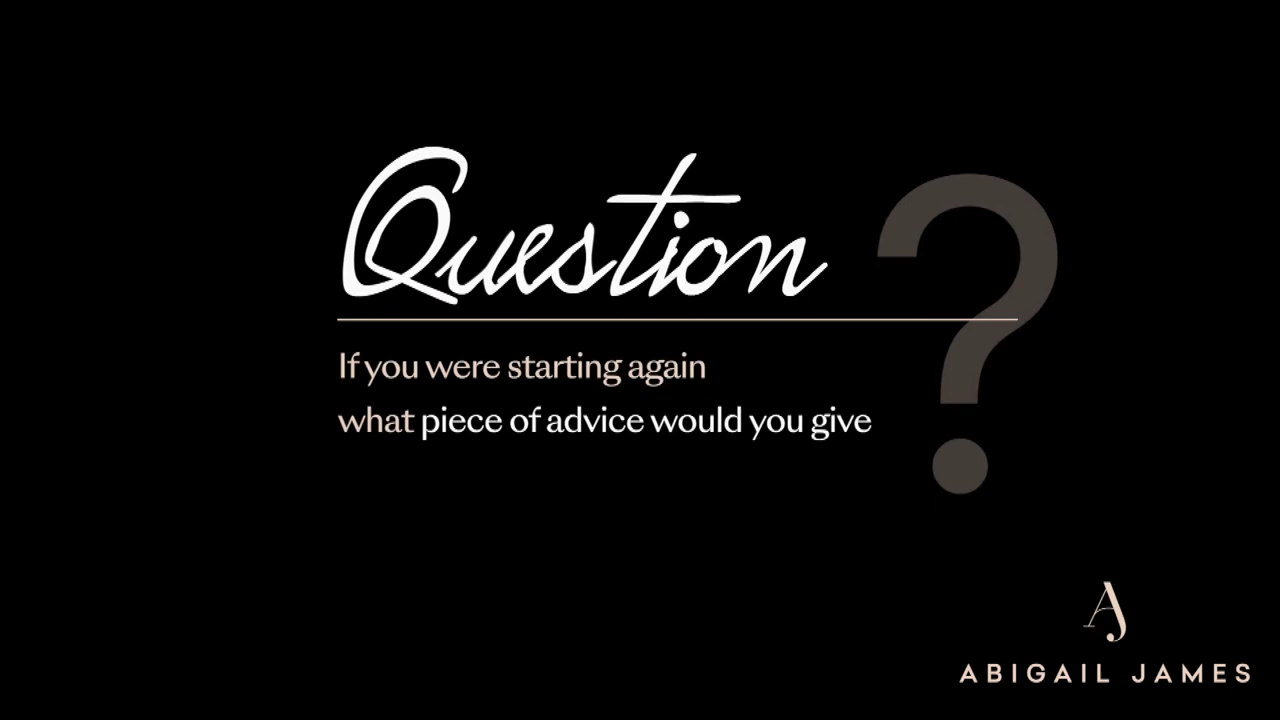 Question
?
If you were starting again
what piece of advice would you give
AJ
ABIGAIL JAMES